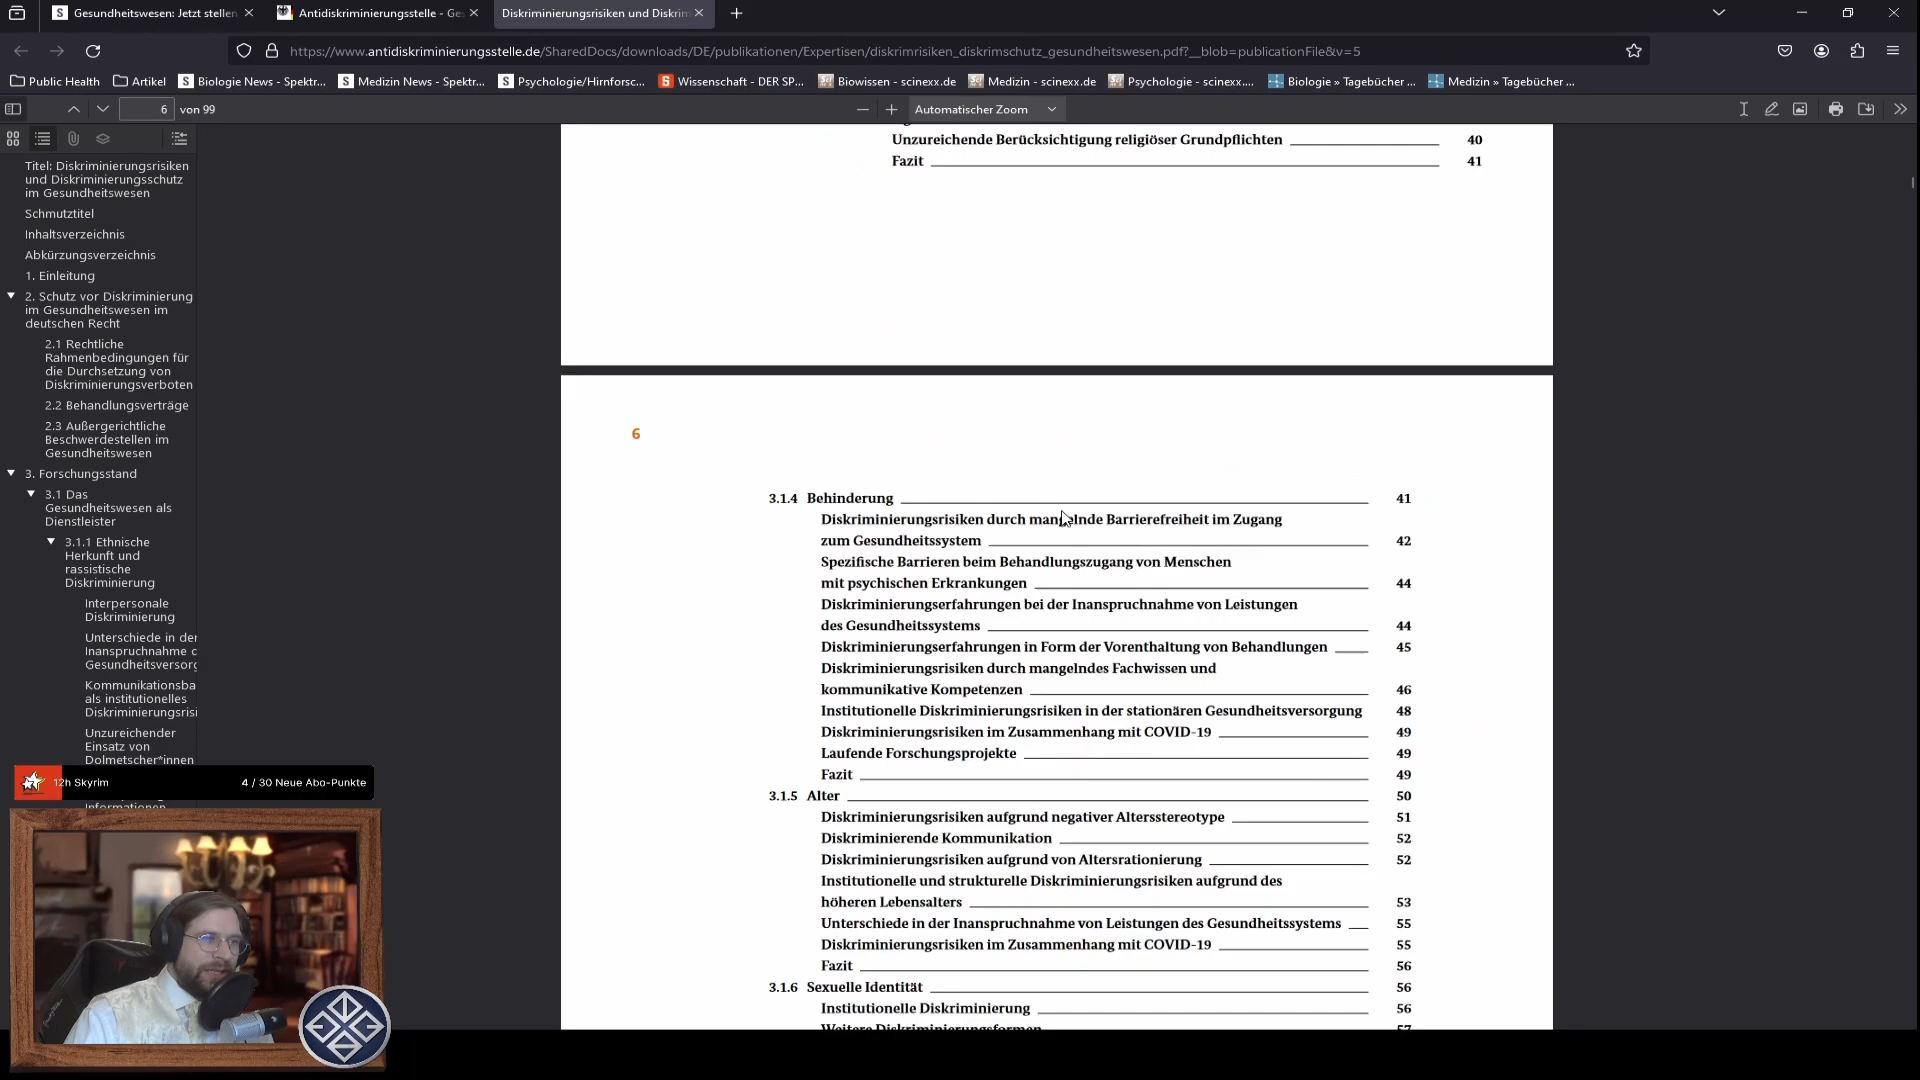 Gesundheitswesen: Jetzt stellen
Antidiskriminierungsstelle - Ges
Diskriminierungsrisiken und Diskrim
https://www.antidiskriminierungsstelle.de/SharedDocs/downloads/DE/publikationen/Expertisen/diskrimrisiken_diskrimschutz_gesundheitswesen.pdf?__blob=publicationFile&v=5
Public Health
Artikel
Biologie News - Spektr...
Medizin News - Spektr...
Psychologie/Hirnforsc...
Wissenschaft - DER SP...
Biowissen - scinexx.de
Medizin - scinexx.de
Psychologie - scinexx....
Biologie » Tagebücher ...
Medizin » Tagebücher ...
6 von 99
Automatischer Zoom
Titel: Diskriminierungsrisiken
und Diskriminierungsschutz
im Gesundheitswesen
Schmutztitel
Inhaltsverzeichnis
Abkürzungsverzeichnis
1. Einleitung
2. Schutz vor Diskriminierung
im Gesundheitswesen im
deutschen Recht
2.1 Rechtliche
Rahmenbedingungen für
die Durchsetzung von
Diskriminierungsverboten
2.2 Behandlungsverträge
2.3 Außergerichtliche
Beschwerdestellen im
Gesundheitswesen
3. Forschungsstand
3.1 Das
Gesundheitswesen als
Dienstleister
3.1.1 Ethnische
Herkunft und
rassistische
Diskriminierung
Interpersonale
Diskriminierung
Unterschiede in der
Inanspruchnahme d
Gesundheitsversorg
Kommunikationsba
als institutionelles
Diskriminierungsrisi
Unzureichender
Einsatz von
Dolmetscher*innen
Informationen
12h Skyrim 4 / 30 Neue Abo-Punkte
Unzureichende Berücksichtigung religiöser Grundpflichten 40
Fazit 41
6
3.1.4 Behinderung 41
Diskriminierungsrisiken durch mangelnde Barrierefreiheit im Zugang
zum Gesundheitssystem 42
Spezifische Barrieren beim Behandlungszugang von Menschen
mit psychischen Erkrankungen 44
Diskriminierungserfahrungen bei der Inanspruchnahme von Leistungen
des Gesundheitssystems 44
Diskriminierungserfahrungen in Form der Vorenthaltung von Behandlungen 45
Diskriminierungsrisiken durch mangelndes Fachwissen und
kommunikative Kompetenzen 46
Institutionelle Diskriminierungsrisiken in der stationären Gesundheitsversorgung 48
Diskriminierungsrisiken im Zusammenhang mit COVID-19 49
Laufende Forschungsprojekte 49
Fazit 49
3.1.5 Alter 50
Diskriminierungsrisiken aufgrund negativer Altersstereotype 51
Diskriminierende Kommunikation 52
Diskriminierungsrisiken aufgrund von Altersrationierung 52
Institutionelle und strukturelle Diskriminierungsrisiken aufgrund des
höheren Lebensalters 53
Unterschiede in der Inanspruchnahme von Leistungen des Gesundheitssystems 55
Diskriminierungsrisiken im Zusammenhang mit COVID-19 55
Fazit 56
3.1.6 Sexuelle Identität 56
Institutionelle Diskriminierung 56
Weitere Diskriminierungsformen 57